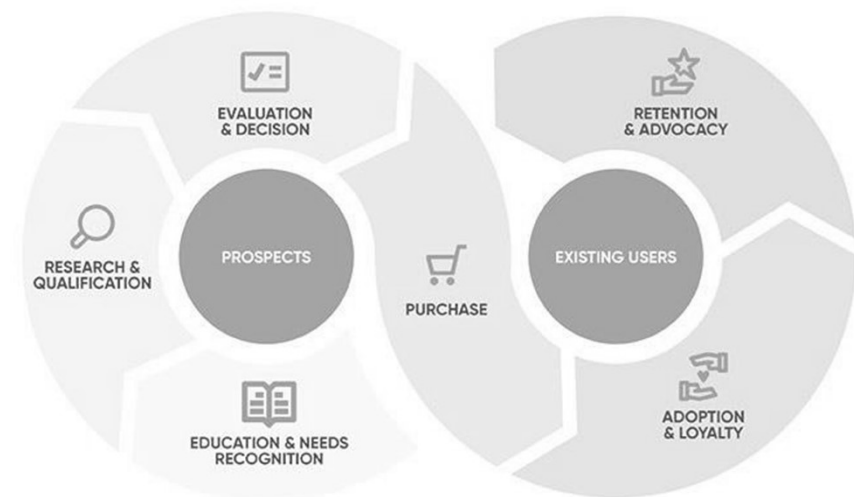 EVALUATION
& DECISION
RETENTION
& ADVOCACY
RESEARCH &
QUALIFICATION
PROSPECTS
EXISTING USERS
PURCHASE
EDUCATION & NEEDS
RECOGNITION
ADOPTION
& LOYALTY